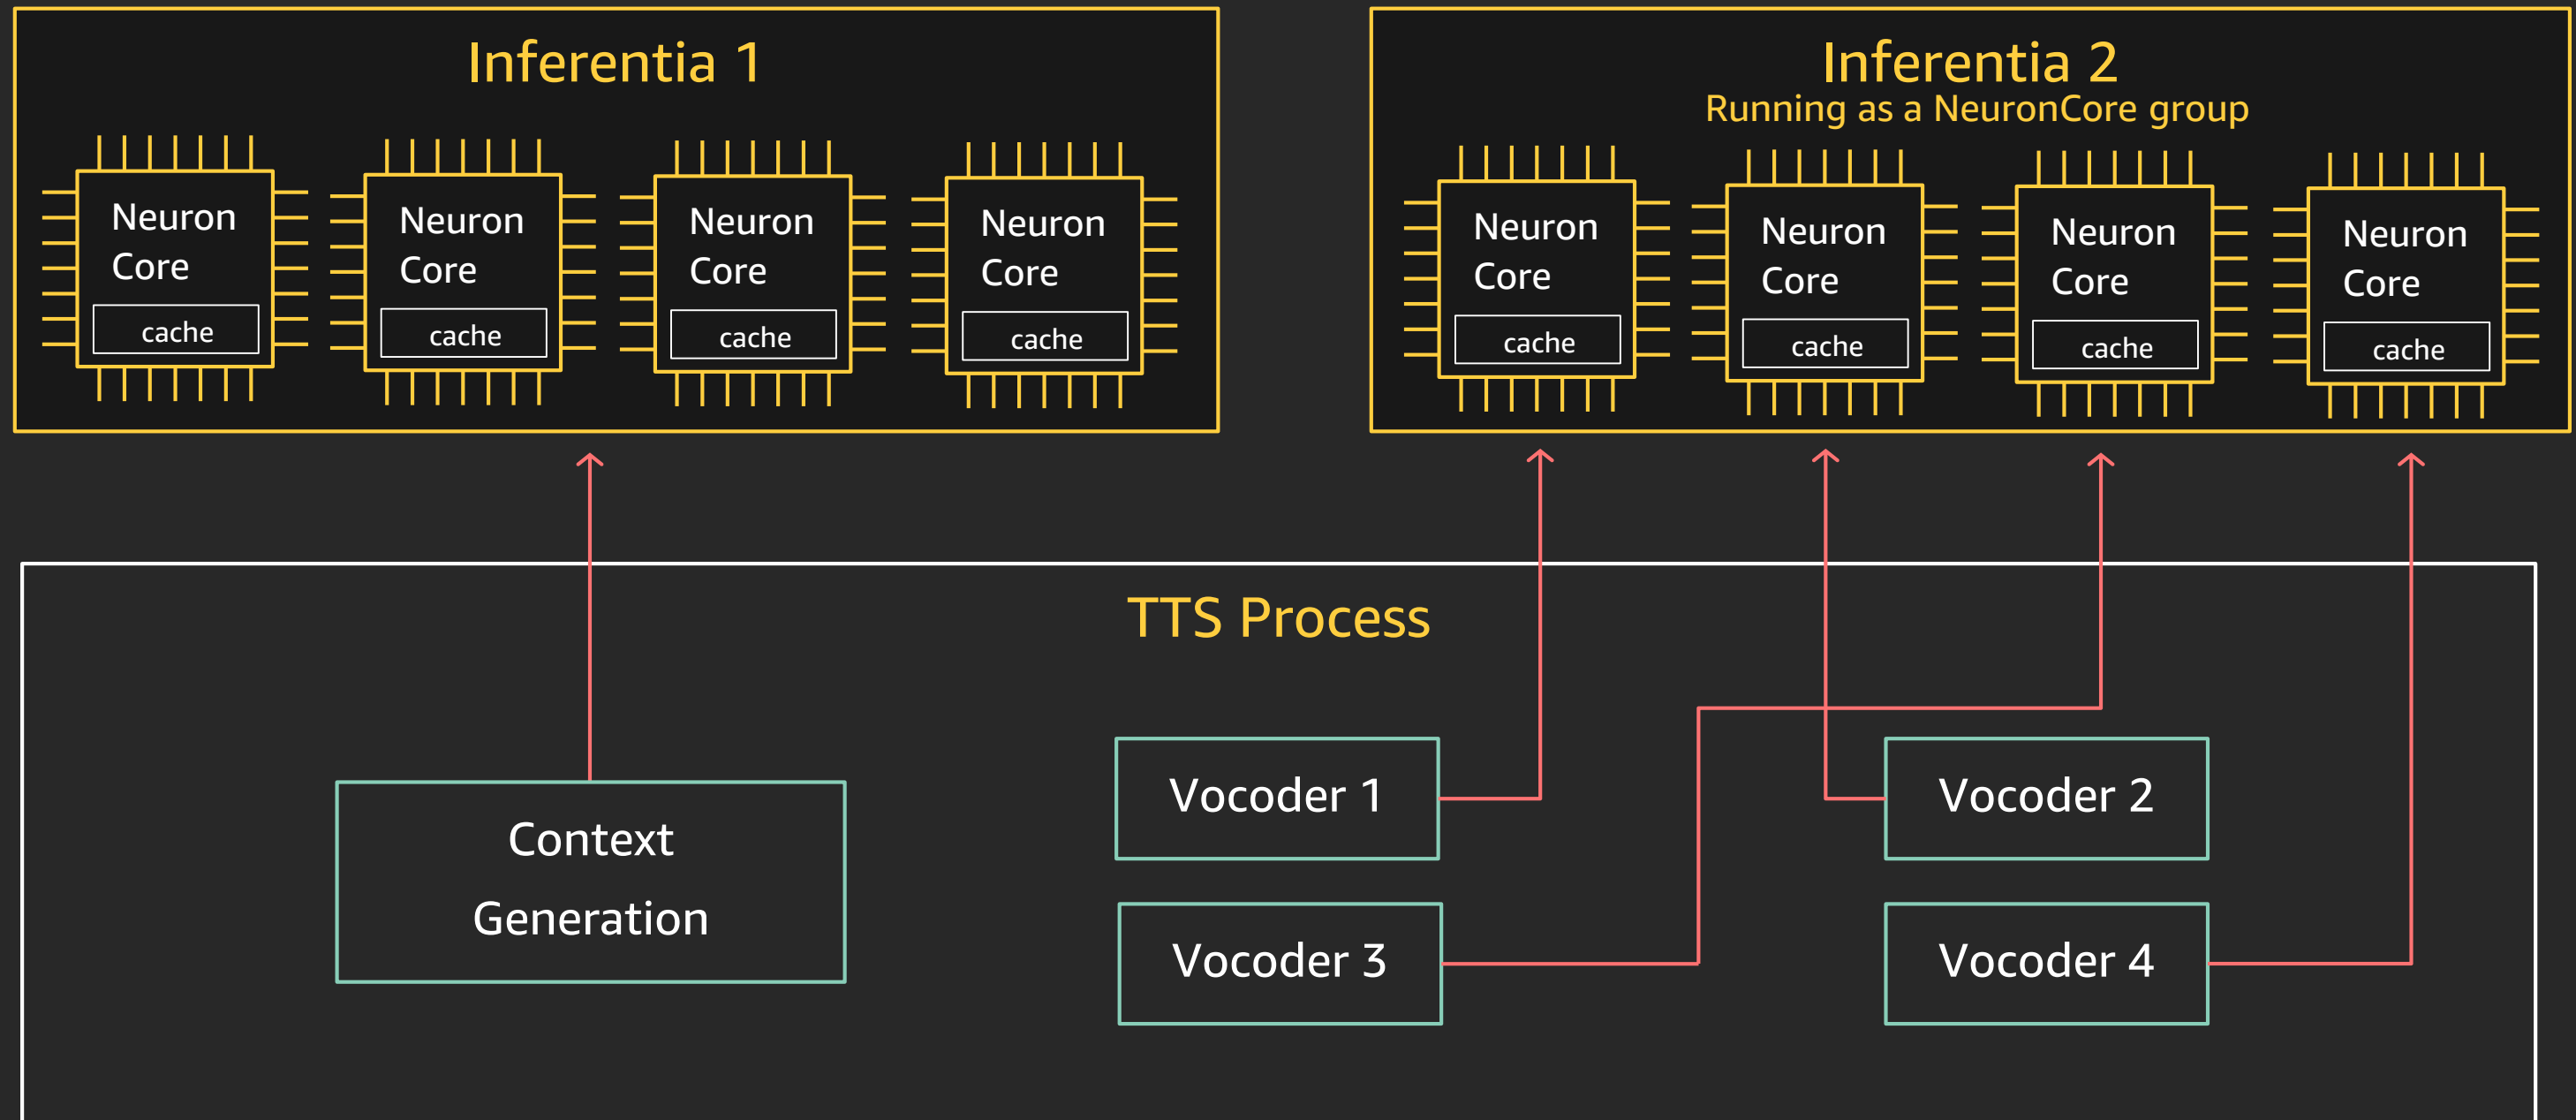 Inferentia 1
Neuron
Core
cache
Neuron
Core
cache
Neuron
Core
cache
Neuron
Core
cache
Inferentia 2
Running as a NeuronCore group
Neuron
Core
cache
Neuron
Core
cache
Neuron
Core
cache
Neuron
Core
cache
TTS Process
Context
Generation
Vocoder 1
Vocoder 2
Vocoder 3
Vocoder 4